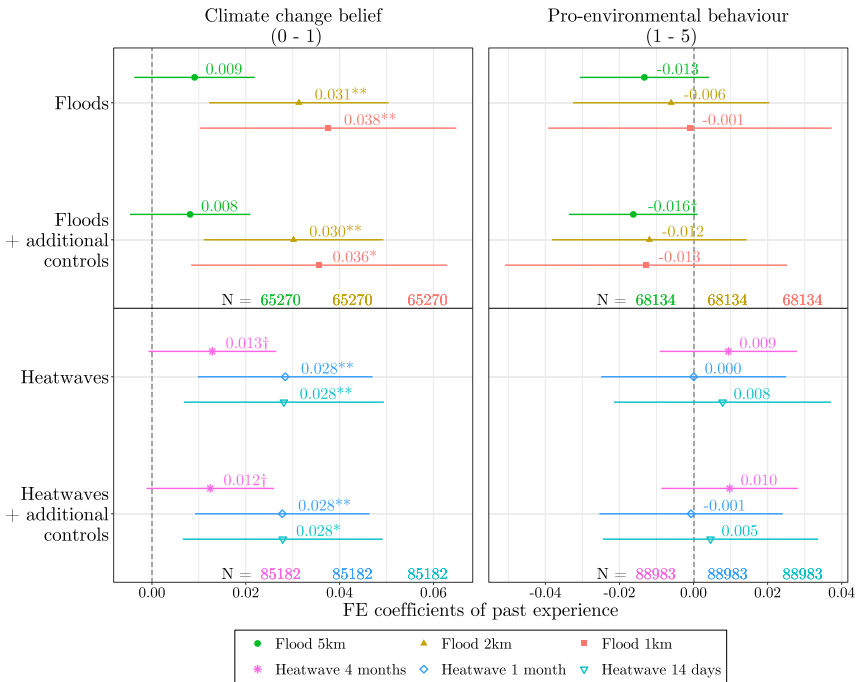 Climate change belief
(0 - 1)
Pro-environmental behaviour
(1 - 5)
Floods
0.009
0.031**
0.038**
-0.013
-0.006
-0.001
Floods
+ additional
controls
0.008
0.030**
0.036*
-0.016†
-0.012
-0.013
N = 65270 65270 65270
N = 68134 68134 68134
Heatwaves
0.013†
0.028**
0.028**
0.009
0.000
0.008
Heatwaves
+ additional
controls
0.012†
0.028**
0.028*
0.010
-0.001
0.005
N = 85182 85182 85182
N = 88983 88983 88983
0.00 0.02 0.04 0.06
-0.04 -0.02 0.00 0.02 0.04
FE coefficients of past experience
Flood 5km Flood 2km Flood 1km
Heatwave 4 months Heatwave 1 month Heatwave 14 days